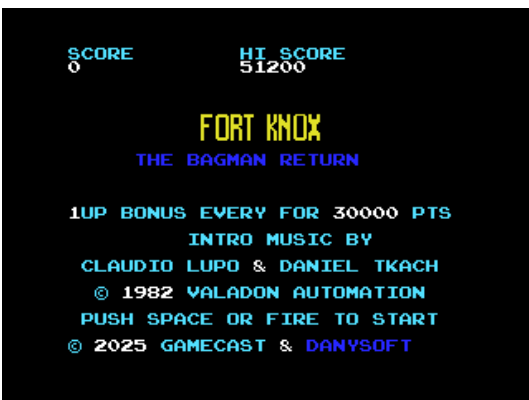 SCORE HI SCORE
0 51200
FORT KNOX
THE BAGMAN RETURN
1UP BONUS EVERY FOR 30000 PTS
INTRO MUSIC BY
CLAUDIO LUPO & DANIEL TKACH
© 1982 VALADON AUTOMATION
PUSH SPACE OR FIRE TO START
© 2025 GAMECAST & DANYSOFT